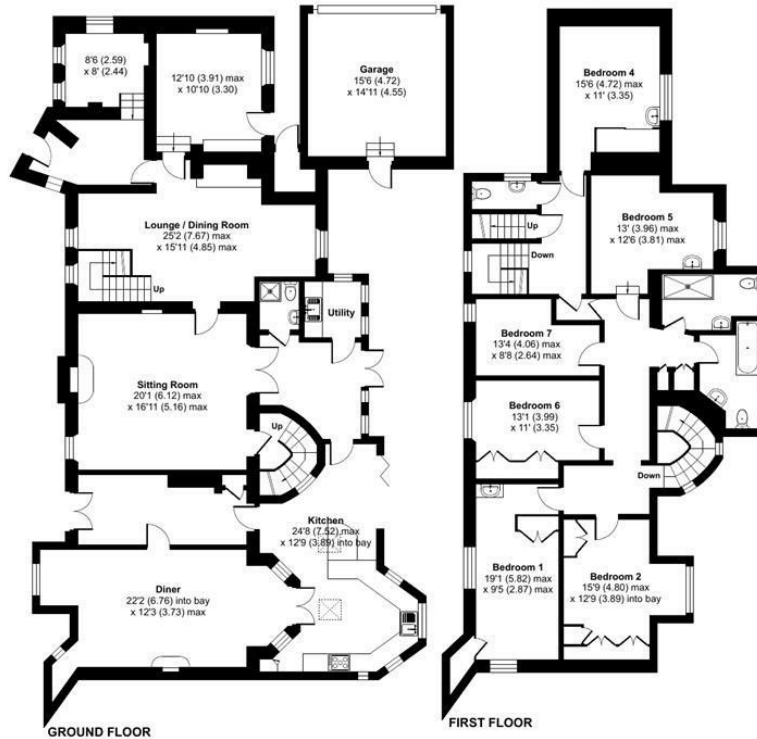 8'6 (2.59)
x 8' (2.44)
12'10 (3.91) max
x 10'10 (3.30)
Garage
15'6 (4.72)
x 14'11 (4.55)
Lounge / Dining Room
25'2 (7.67) max
x 15'11 (4.85) max
Up
Utility
Sitting Room
20'1 (6.12) max
x 16'11 (5.16) max
Up
Kitchen
24'8 (7.52) max
x 12'9 (3.89) into bay
Diner
22'2 (6.76) into bay
x 12'3 (3.73) max
GROUND FLOOR
Bedroom 4
15'6 (4.72) max
x 11' (3.35)
Bedroom 5
13' (3.96) max
x 12'6 (3.81) max
Up
Down
Bedroom 7
13'4 (4.06) max
x 8'8 (2.64) max
Bedroom 6
13'1 (3.99)
x 11' (3.35)
Down
Bedroom 1
19'1 (5.82) max
x 9'5 (2.87) max
Bedroom 2
15'9 (4.80) max
x 12'9 (3.89) into bay
FIRST FLOOR